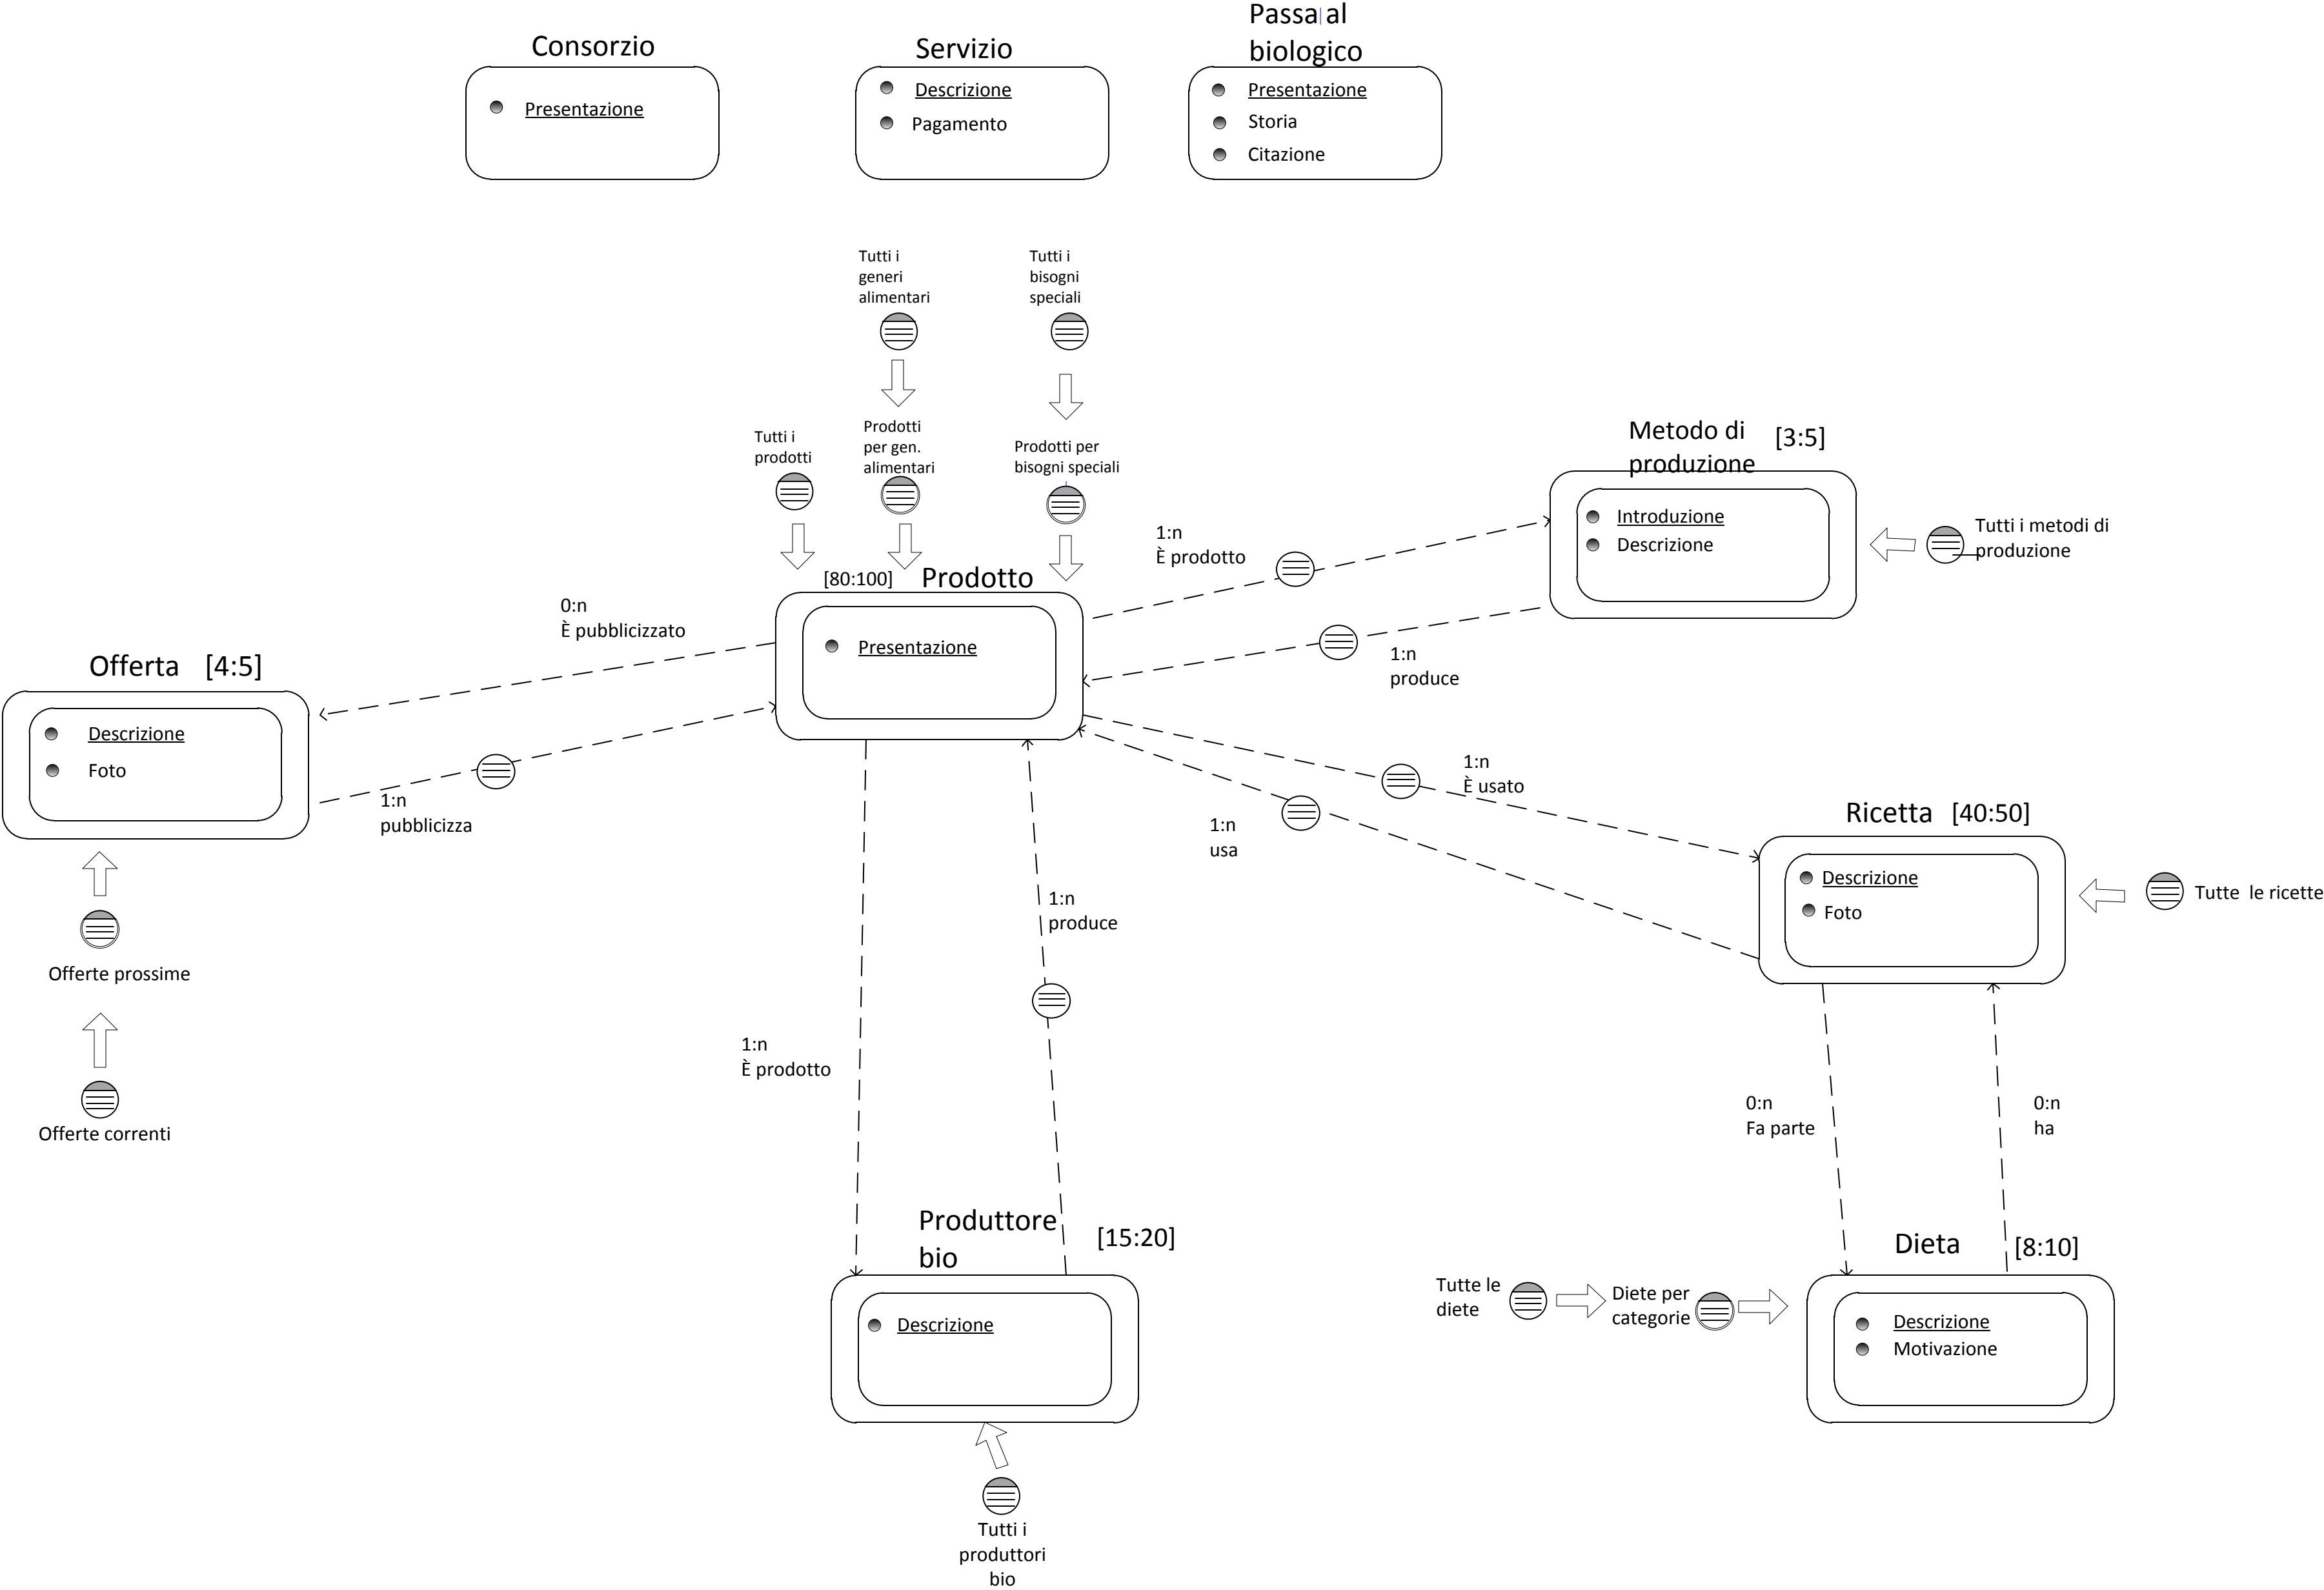 Passa al
biologico
Consorzio
Servizio
Presentazione
Descrizione
Pagamento
Presentazione
Storia
Citazione
Tutti i
generi
alimentari
Tutti i
bisogni
speciali
Tutti i
prodotti
Prodotti
per gen.
alimentari
Prodotti per
bisogni speciali
Metodo di
produzione
[3:5]
Introduzione
Descrizione
Tutti i metodi di
produzione
1:n
È prodotto
[80:100]
Prodotto
Presentazione
0:n
È pubblicizzato
1:n
produce
Offerta [4:5]
Descrizione
Foto
1:n
pubblicizza
1:n
È usato
1:n
usa
Ricetta [40:50]
Descrizione
Foto
Tutte le ricette
1:n
produce
Offerte prossime
Offerte correnti
1:n
È prodotto
0:n
Fa parte
0:n
ha
Produttore
bio
[15:20]
Descrizione
Dieta
[8:10]
Tutte le
diete
Diete per
categorie
Descrizione
Motivazione
Tutti i
produttori
bio